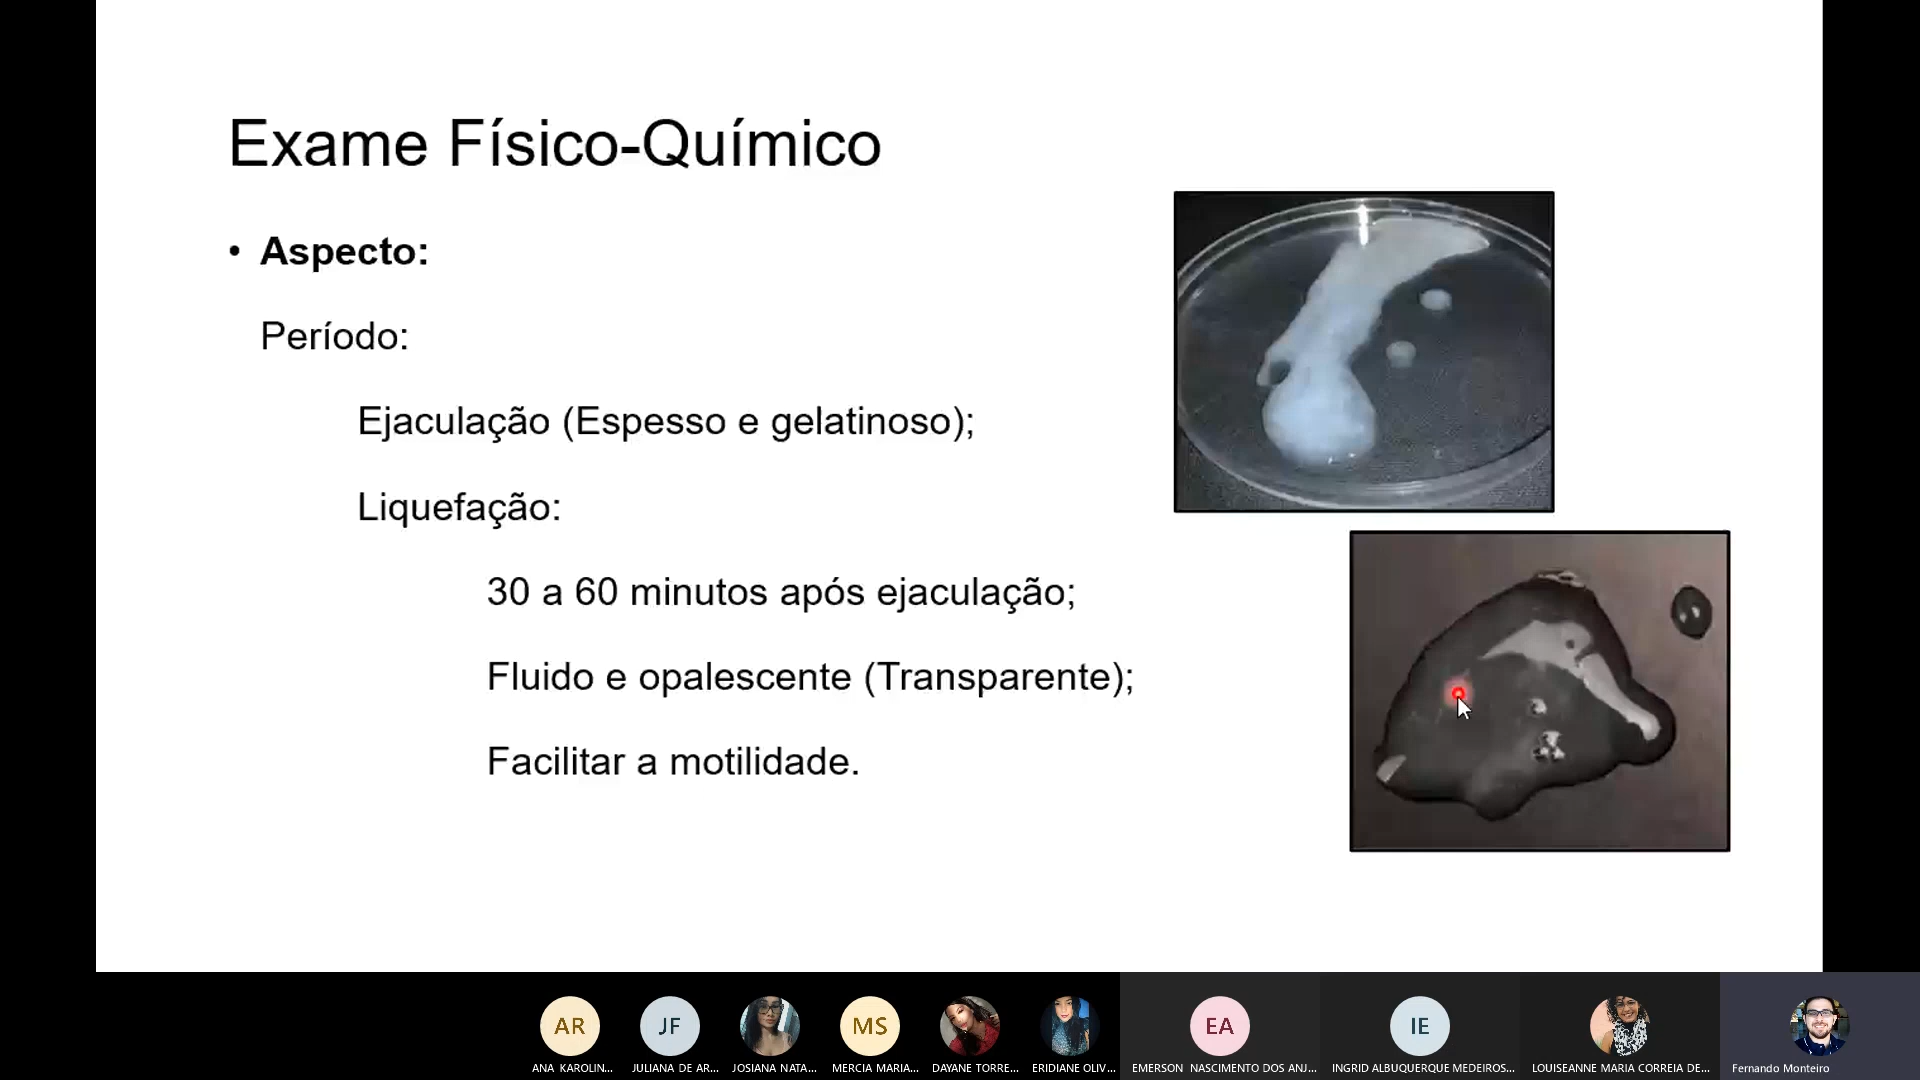 Exame Físico-Químico
• Aspecto:
Período:
Ejaculação (Espesso e gelatinoso);
Liquefação:
30 a 60 minutos após ejaculação;
Fluido e opalescente (Transparente);
Facilitar a motilidade.
AR JF MS EA IE
ANA KAROLIN... JULIANA DE AR... JOSIANA NATA... MERCIA MARIA... DAYANE TORRE... ERIDIANE OLIV... EMERSON NASCIMENTO DOS ANJ... INGRID ALBUQUERQUE MEDEIROS... LOUISEANNE MARIA CORREIA DE... Fernando Monteiro